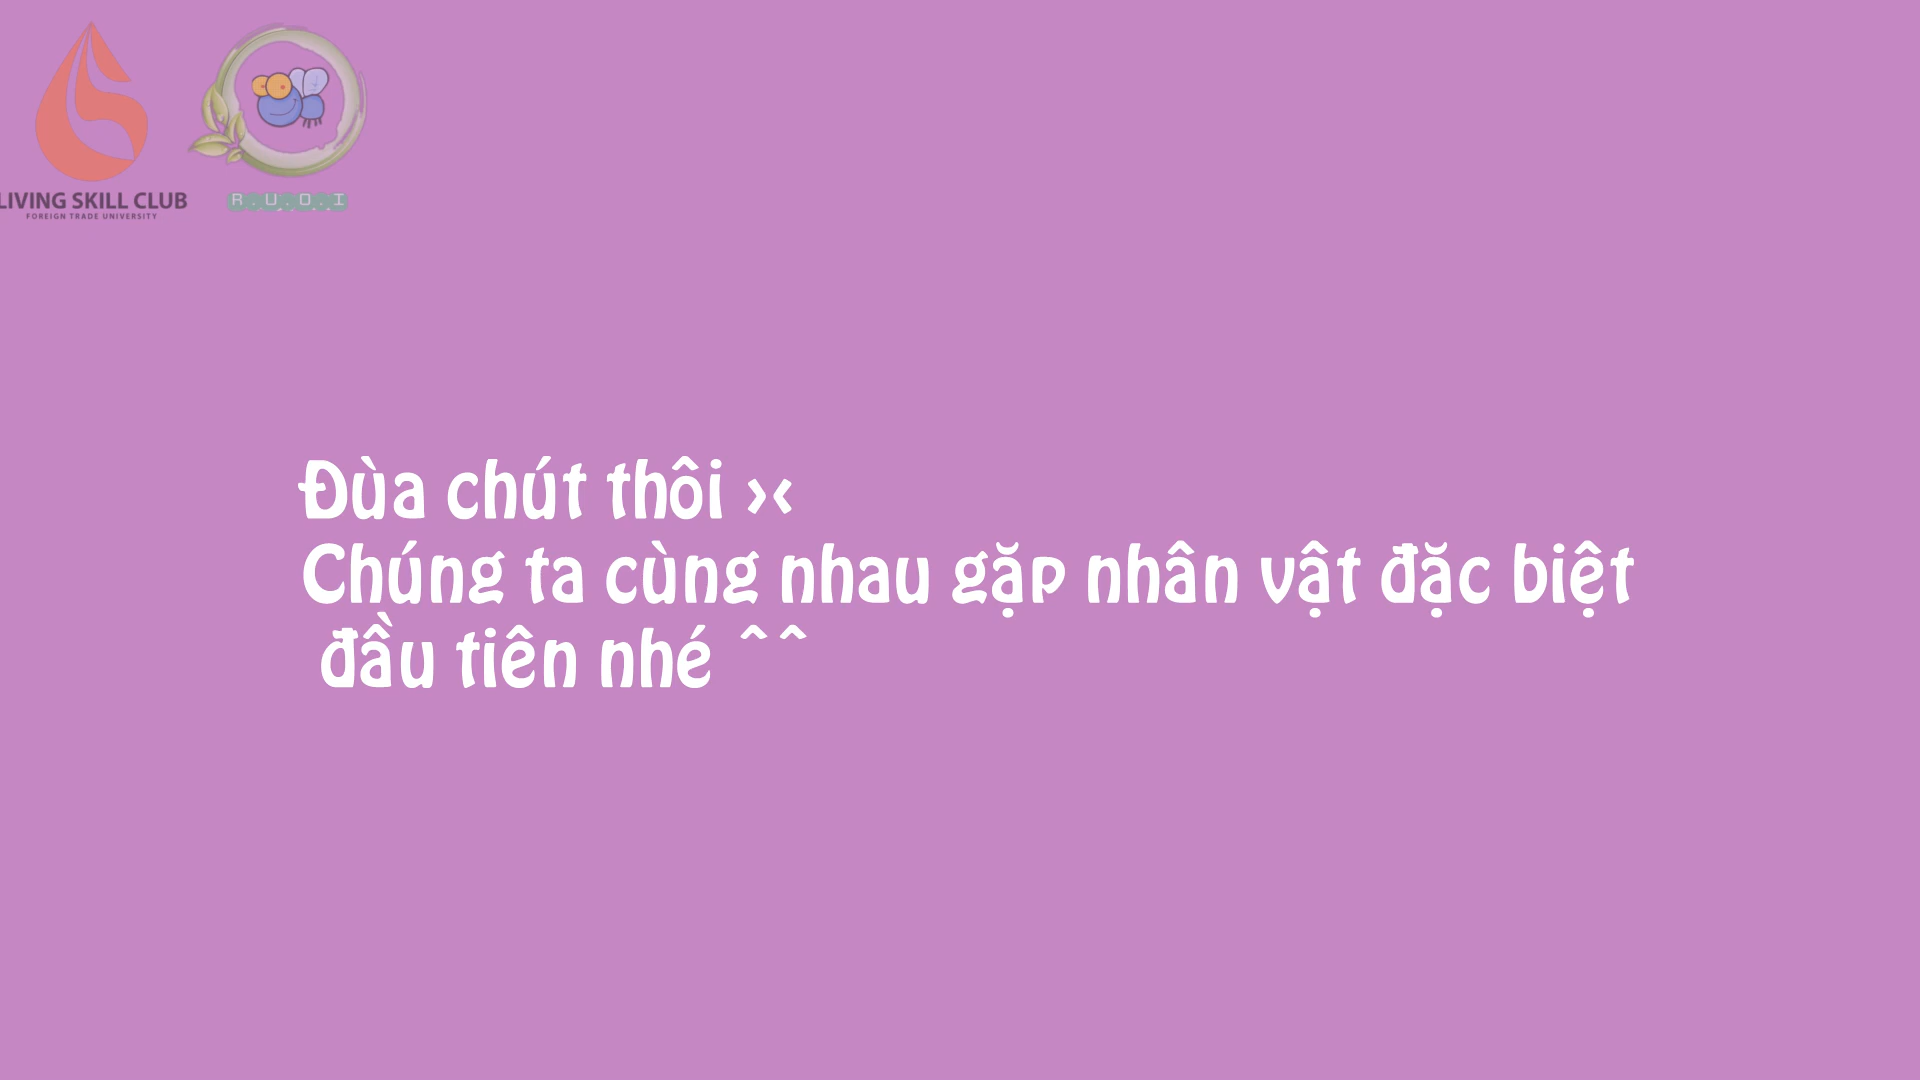 LIVING SKILL CLUB
FOREIGN TRADE UNIVERSITY
R.U.O.I
Đùa chút thôi ><
Chúng ta cùng nhau gặp nhân vật đặc biệt
đầu tiên nhé ^^